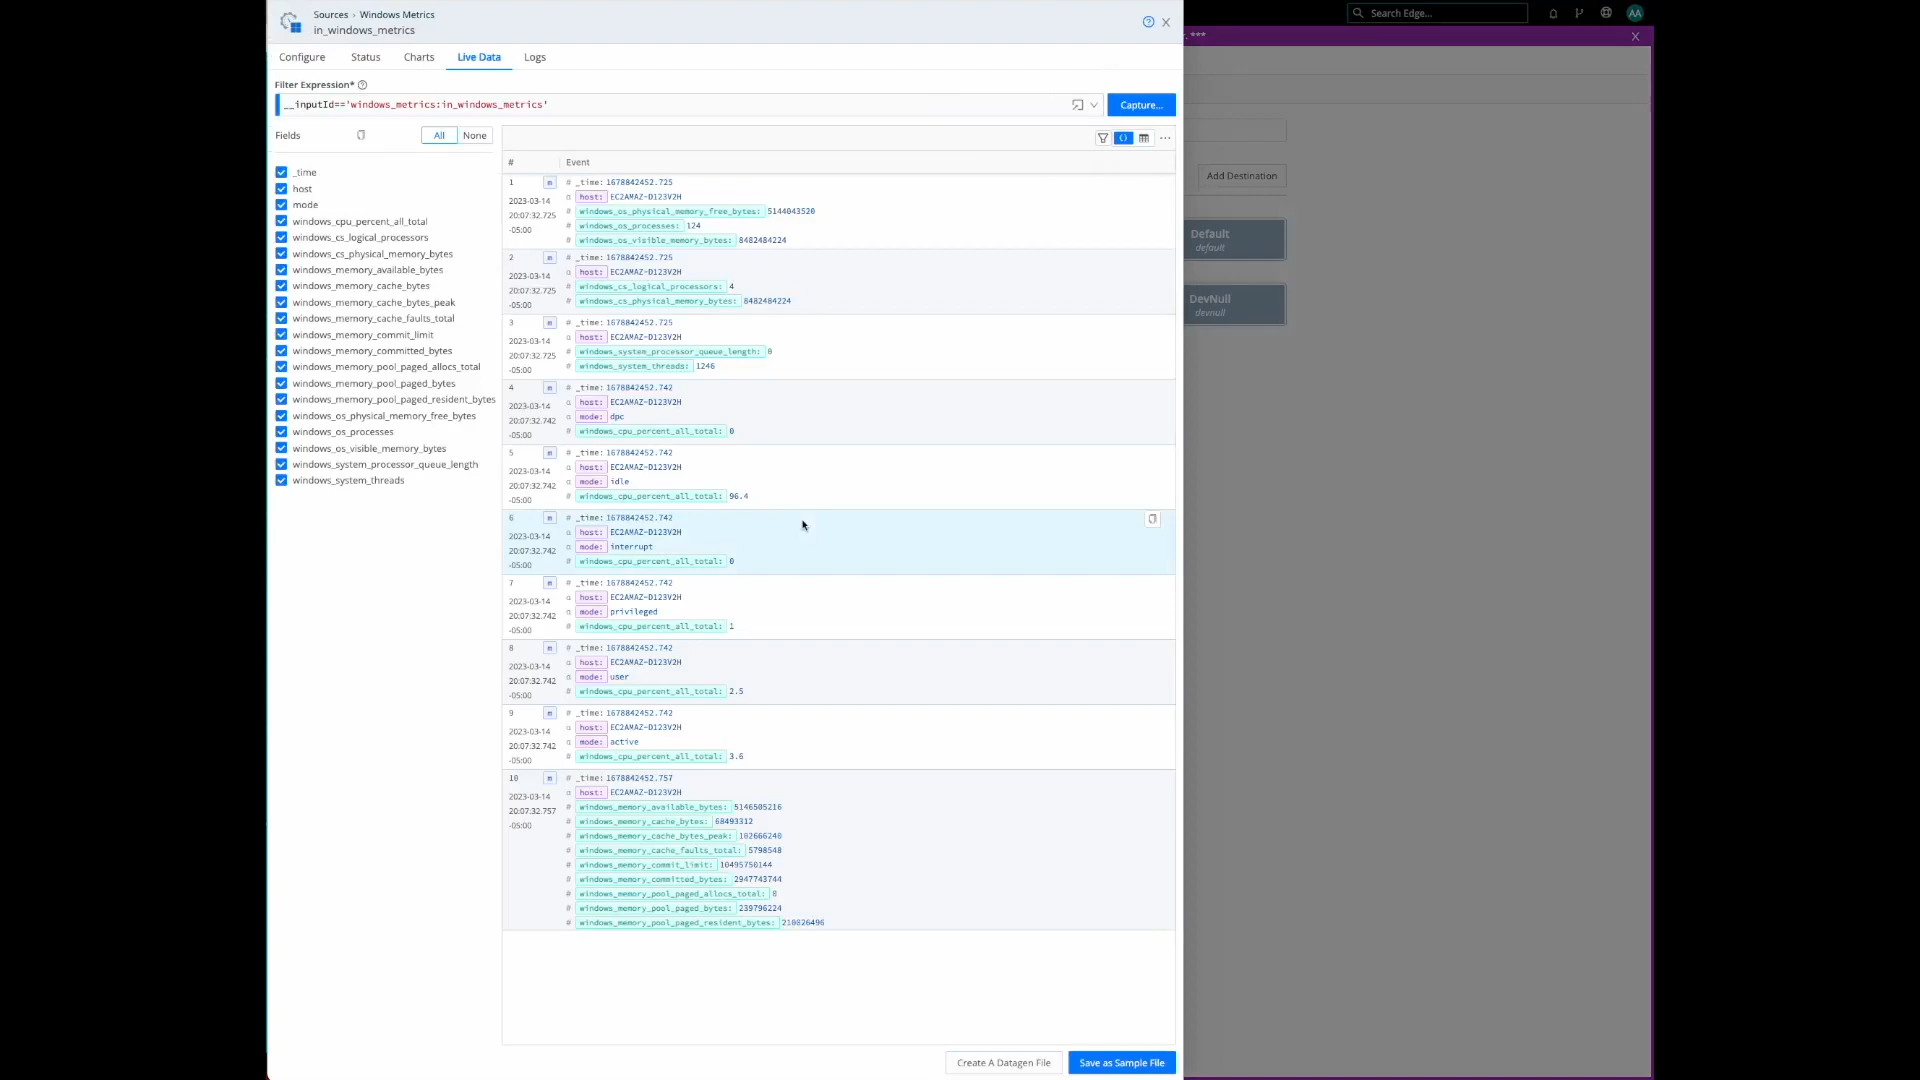 Sources › Windows Metrics
in_windows_metrics
Search Edge...
AA
. ***
X
Configure Status Charts Live Data Logs
Filter Expression*
__inputId=='windows_metrics:in_windows_metrics'
Capture...
Fields
All None
_time
host
mode
windows_cpu_percent_all_total
windows_cs_logical_processors
windows_cs_physical_memory_bytes
windows_memory_available_bytes
windows_memory_cache_bytes
windows_memory_cache_bytes_peak
windows_memory_cache_faults_total
windows_memory_commit_limit
windows_memory_committed_bytes
windows_memory_pool_paged_allocs_total
windows_memory_pool_paged_bytes
windows_memory_pool_paged_resident_bytes
windows_os_physical_memory_free_bytes
windows_os_processes
windows_os_visible_memory_bytes
windows_system_processor_queue_length
windows_system_threads
# Event
1 m # _time: 1678842452.725
2023-03-14 α host: EC2AMAZ-D123V2H
20:07:32.725 # windows_os_physical_memory_free_bytes: 5144043520
-05:00 # windows_os_processes: 124
# windows_os_visible_memory_bytes: 8482484224
2 m # _time: 1678842452.725
2023-03-14 α host: EC2AMAZ-D123V2H
20:07:32.725 # windows_cs_logical_processors: 4
-05:00 # windows_cs_physical_memory_bytes: 8482484224
3 m # _time: 1678842452.725
2023-03-14 α host: EC2AMAZ-D123V2H
20:07:32.725 # windows_system_processor_queue_length: 0
-05:00 # windows_system_threads: 1246
4 m # _time: 1678842452.742
2023-03-14 α host: EC2AMAZ-D123V2H
20:07:32.742 α mode: dpc
-05:00 # windows_cpu_percent_all_total: 0
5 m # _time: 1678842452.742
2023-03-14 α host: EC2AMAZ-D123V2H
20:07:32.742 α mode: idle
-05:00 # windows_cpu_percent_all_total: 96.4
6 m # _time: 1678842452.742
2023-03-14 α host: EC2AMAZ-D123V2H
20:07:32.742 α mode: interrupt
-05:00 # windows_cpu_percent_all_total: 0
7 m # _time: 1678842452.742
2023-03-14 α host: EC2AMAZ-D123V2H
20:07:32.742 α mode: privileged
-05:00 # windows_cpu_percent_all_total: 1
8 m # _time: 1678842452.742
2023-03-14 α host: EC2AMAZ-D123V2H
20:07:32.742 α mode: user
-05:00 # windows_cpu_percent_all_total: 2.5
9 m # _time: 1678842452.742
2023-03-14 α host: EC2AMAZ-D123V2H
20:07:32.742 α mode: active
-05:00 # windows_cpu_percent_all_total: 3.6
10 m # _time: 1678842452.757
2023-03-14 α host: EC2AMAZ-D123V2H
20:07:32.757 # windows_memory_available_bytes: 5146505216
-05:00 # windows_memory_cache_bytes: 68493312
# windows_memory_cache_bytes_peak: 102666240
# windows_memory_cache_faults_total: 5798548
# windows_memory_commit_limit: 10495750144
# windows_memory_committed_bytes: 2947743744
# windows_memory_pool_paged_allocs_total: 0
# windows_memory_pool_paged_bytes: 239796224
# windows_memory_pool_paged_resident_bytes: 210026496
Create A Datagen File
Save as Sample File
Add Destination
Default
default
DevNull
devnull